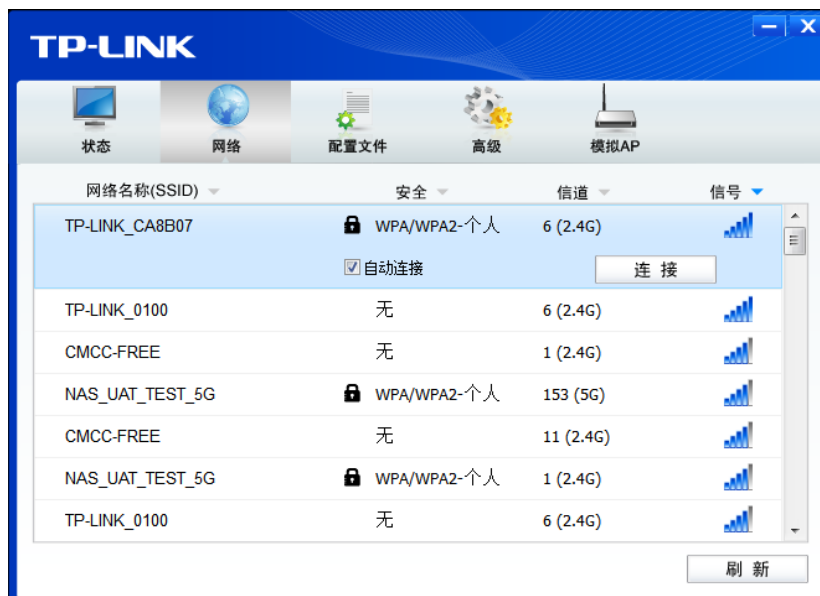 TP-LINK
状态 网络 配置文件 高级 模拟AP
网络名称(SSID) 安全 信道 信号
TP-LINK_CA8B07 WPA/WPA2-个人 6 (2.4G)
自动连接 连 接
TP-LINK_0100 无 6 (2.4G)
CMCC-FREE 无 1 (2.4G)
NAS_UAT_TEST_5G WPA/WPA2-个人 153 (5G)
CMCC-FREE 无 11 (2.4G)
NAS_UAT_TEST_5G WPA/WPA2-个人 1 (2.4G)
TP-LINK_0100 无 6 (2.4G)
刷 新